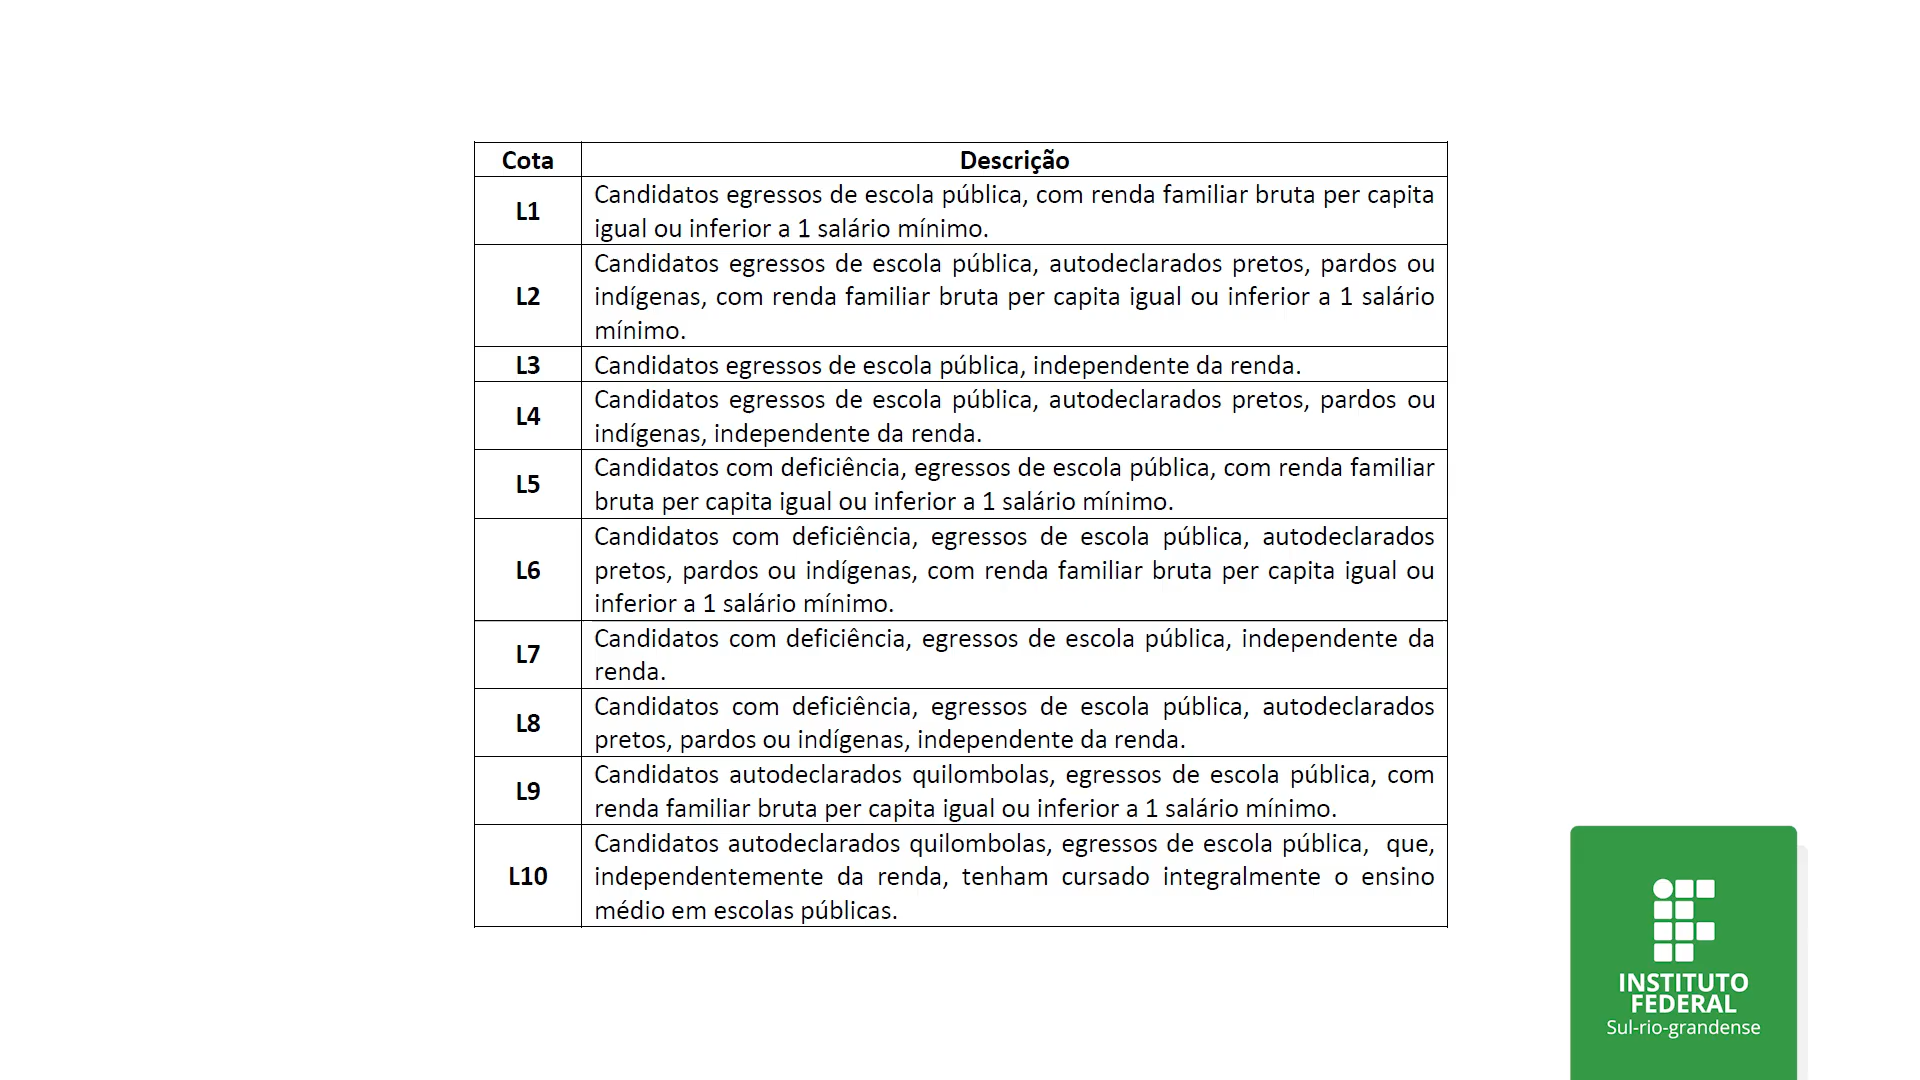 Cota Descrição
L1 Candidatos egressos de escola pública, com renda familiar bruta per capita
igual ou inferior a 1 salário mínimo.
L2 Candidatos egressos de escola pública, autodeclarados pretos, pardos ou
indígenas, com renda familiar bruta per capita igual ou inferior a 1 salário
mínimo.
L3 Candidatos egressos de escola pública, independente da renda.
L4 Candidatos egressos de escola pública, autodeclarados pretos, pardos ou
indígenas, independente da renda.
L5 Candidatos com deficiência, egressos de escola pública, com renda familiar
bruta per capita igual ou inferior a 1 salário mínimo.
L6 Candidatos com deficiência, egressos de escola pública, autodeclarados
pretos, pardos ou indígenas, com renda familiar bruta per capita igual ou
inferior a 1 salário mínimo.
L7 Candidatos com deficiência, egressos de escola pública, independente da
renda.
L8 Candidatos com deficiência, egressos de escola pública, autodeclarados
pretos, pardos ou indígenas, independente da renda.
L9 Candidatos autodeclarados quilombolas, egressos de escola pública, com
renda familiar bruta per capita igual ou inferior a 1 salário mínimo.
L10 Candidatos autodeclarados quilombolas, egressos de escola pública, que,
independentemente da renda, tenham cursado integralmente o ensino
médio em escolas públicas.
INSTITUTO
FEDERAL
Sul-rio-grandense